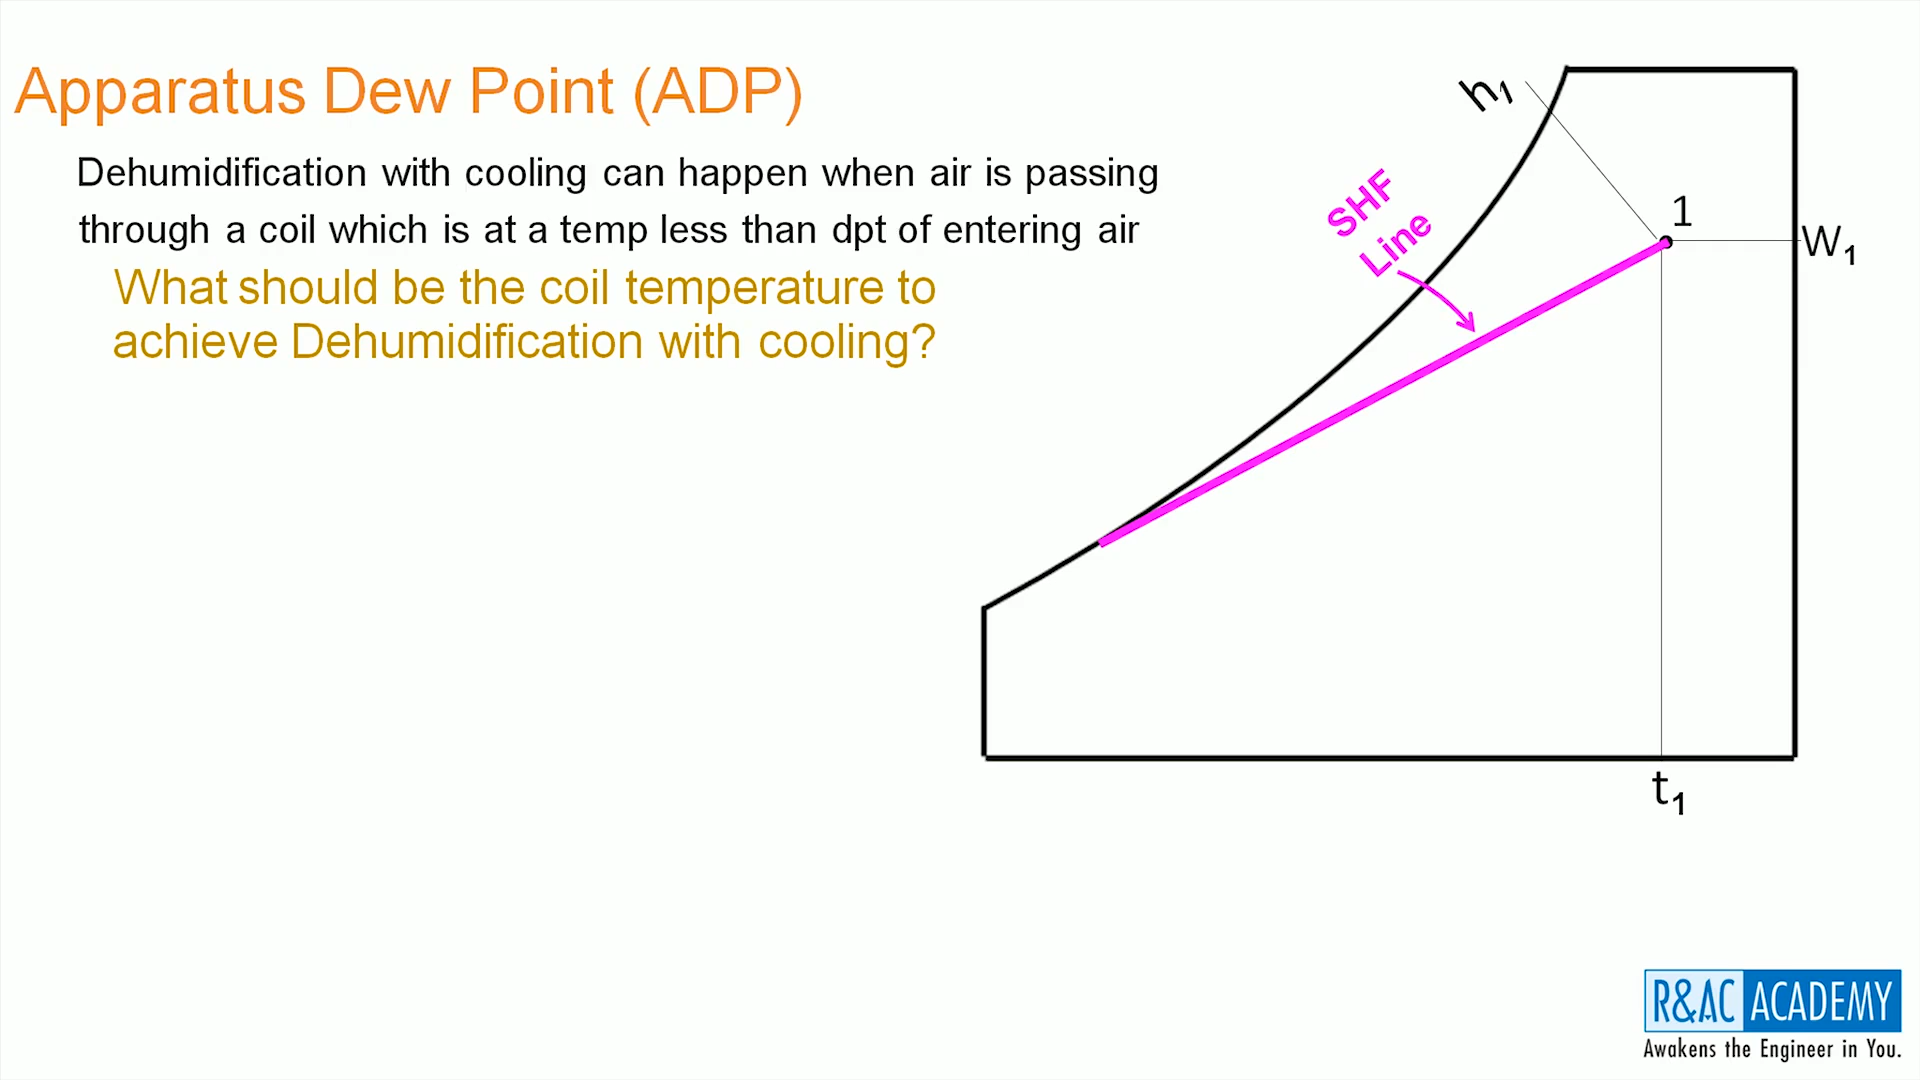 Apparatus Dew Point (ADP)
Dehumidification with cooling can happen when air is passing
through a coil which is at a temp less than dpt of entering air
What should be the coil temperature to
achieve Dehumidification with cooling?
h₁
SHF
Line
1
W₁
t₁
R&AC ACADEMY
Awakens the Engineer in You.